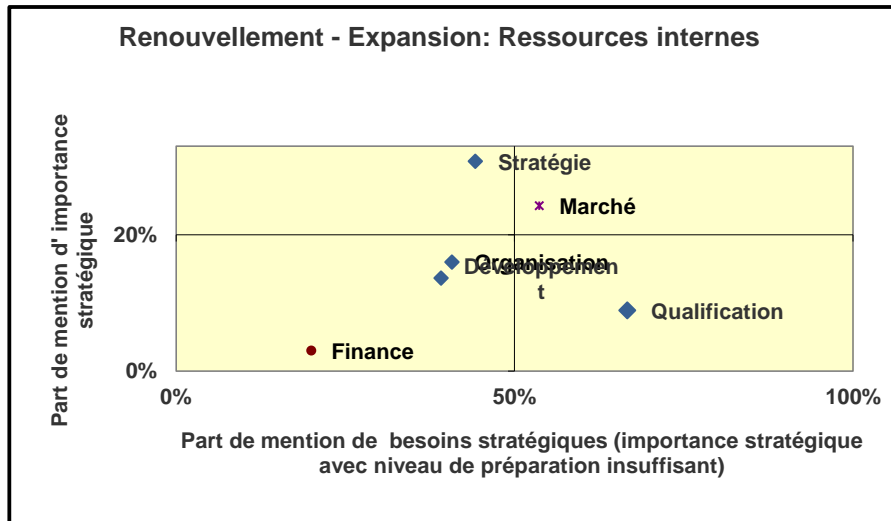 Renouvellement - Expansion: Ressources internes
Part de mention d' importance
stratégique
Stratégie
Marché
20%
Organisation
Développemen
t
Qualification
Finance
0%
0%
50%
100%
Part de mention de besoins stratégiques (importance stratégique
avec niveau de préparation insuffisant)